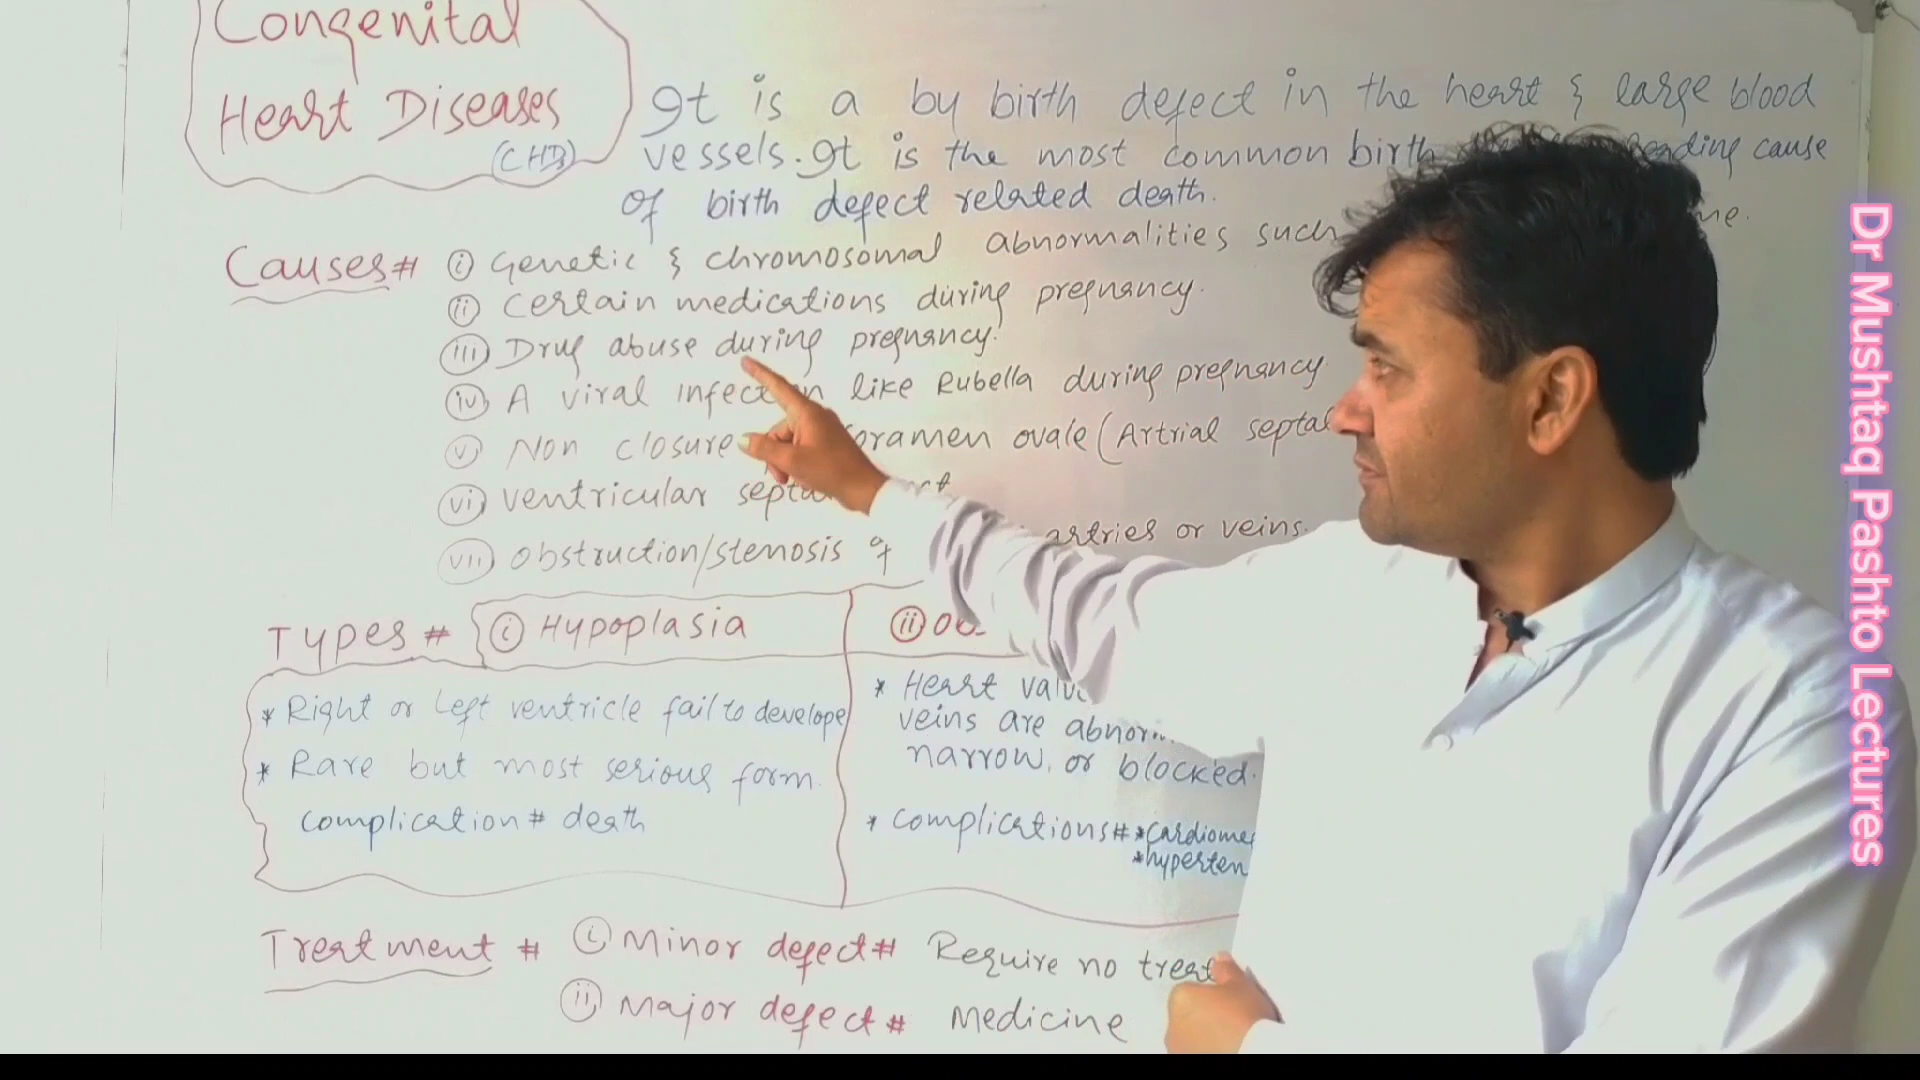 Congenital
Heart Diseases
(CHD)
It is a by birth defect in the heart & large blood
vessels. It is the most common birth cause
of birth defect related death.
Causes# (i) Genetic & chromosomal abnormalities such
(ii) Certain medications during pregnancy.
(iii) Drug abuse during pregnancy.
(iv) A viral infection like Rubella during pregnancy.
(v) Non closure foramen ovale (Artrial septal
(vi) ventricular septal
(vii) obstruction/stenosis of artries or veins.
Types # (i) Hypoplasia (ii)
* Right or Left ventricle fail to develope
* Rare but most serious form.
complication # death
* Heart
veins are
narrow, or blocked.
* complications#
Treatment # (i) Minor defect# Require no
(ii) Major defect# Medicine
Dr Mushtaq Pashto Lectures